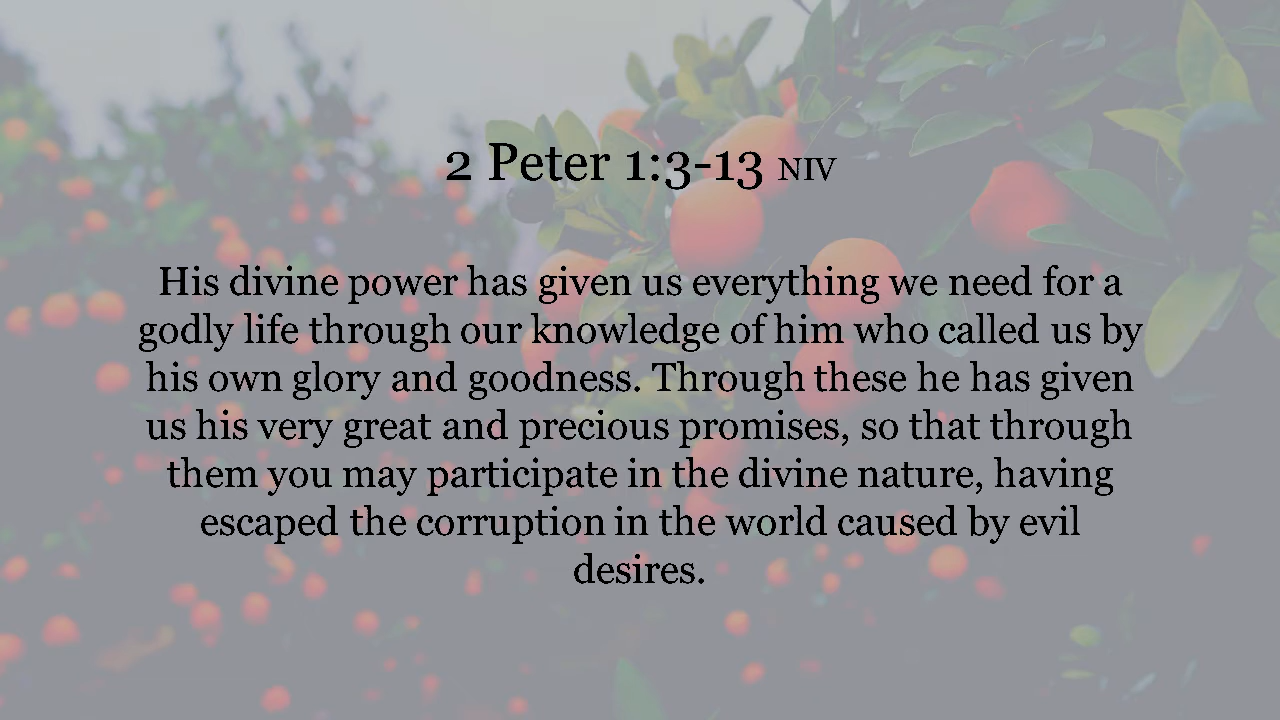 2 Peter 1:3-13 NIV
His divine power has given us everything we need for a
godly life through our knowledge of him who called us by
his own glory and goodness. Through these he has given
us his very great and precious promises, so that through
them you may participate in the divine nature, having
escaped the corruption in the world caused by evil
desires.